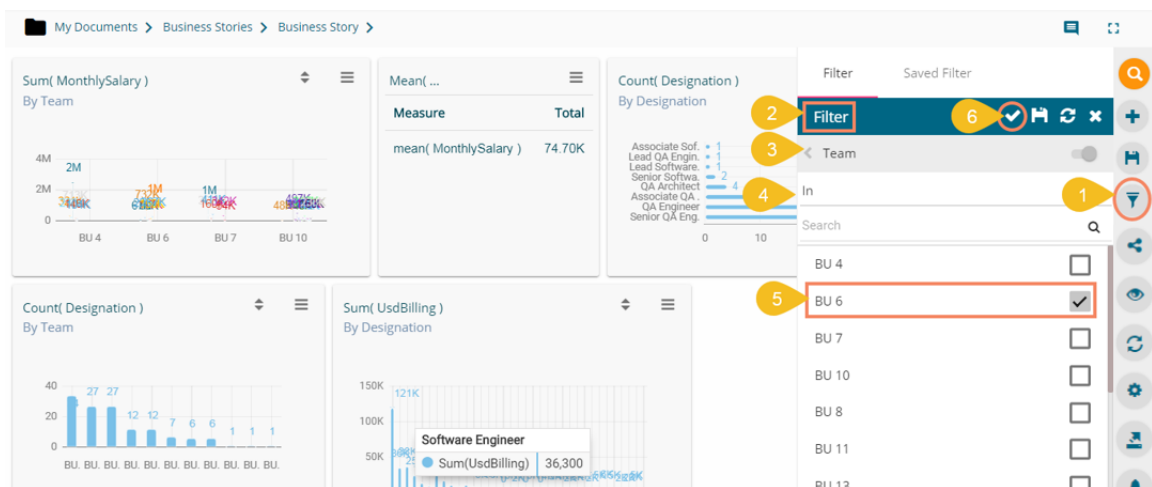 My Documents > Business Stories > Business Story >
Sum( MonthlySalary )
By Team
4M
2M
0
2M
1M
1M
BU 4 BU 6 BU 7 BU 10
Mean( ...
Measure Total
mean( MonthlySalary ) 74.70K
Count( Designation )
By Designation
Associate Sof. 1
Lead QA Engin. 1
Lead Software. 1
Senior Softwa. 2
QA Architect 4
Associate QA .
QA Engineer
Senior QA Eng.
0 10
Count( Designation )
By Team
40
20
0
27 27 12 12 7 6 6 1 1 1
BU. BU. BU. BU. BU. BU. BU. BU. BU. BU. BU.
Sum( UsdBilling )
By Designation
150K
100K
50K
121K
Software Engineer
Sum(UsdBilling) 36,300
Filter Saved Filter
2 Filter 6
3 Team
4 In
1
Search
BU 4
5 BU 6
BU 7
BU 10
BU 8
BU 11
BU 13